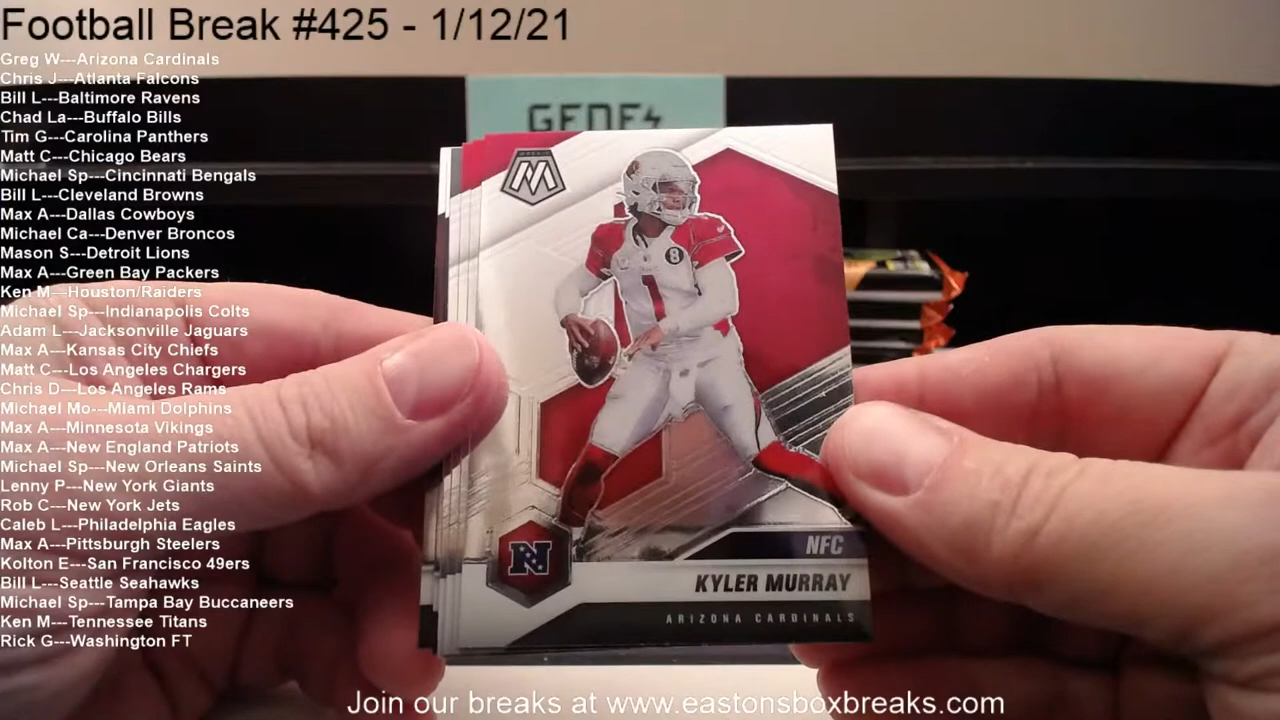 Football Break #425 - 1/12/21
Greg W---Arizona Cardinals
Chris J---Atlanta Falcons
Bill L---Baltimore Ravens
Chad La---Buffalo Bills
Tim G---Carolina Panthers
Matt C---Chicago Bears
Michael Sp---Cincinnati Bengals
Bill L---Cleveland Browns
Max A---Dallas Cowboys
Michael Ca---Denver Broncos
Mason S---Detroit Lions
Max A---Green Bay Packers
Ken M---Houston/Raiders
Michael Sp---Indianapolis Colts
Adam L---Jacksonville Jaguars
Max A---Kansas City Chiefs
Matt C---Los Angeles Chargers
Chris D---Los Angeles Rams
Michael Mo---Miami Dolphins
Max A---Minnesota Vikings
Max A---New England Patriots
Michael Sp---New Orleans Saints
Lenny P---New York Giants
Rob C---New York Jets
Caleb L---Philadelphia Eagles
Max A---Pittsburgh Steelers
Kolton E---San Francisco 49ers
Bill L---Seattle Seahawks
Michael Sp---Tampa Bay Buccaneers
Ken M---Tennessee Titans
Rick G---Washington FT
MOSAIC
M
8
1
N
NFC
KYLER MURRAY
ARIZONA CARDINALS
Join our breaks at www.eastonsboxbreaks.com